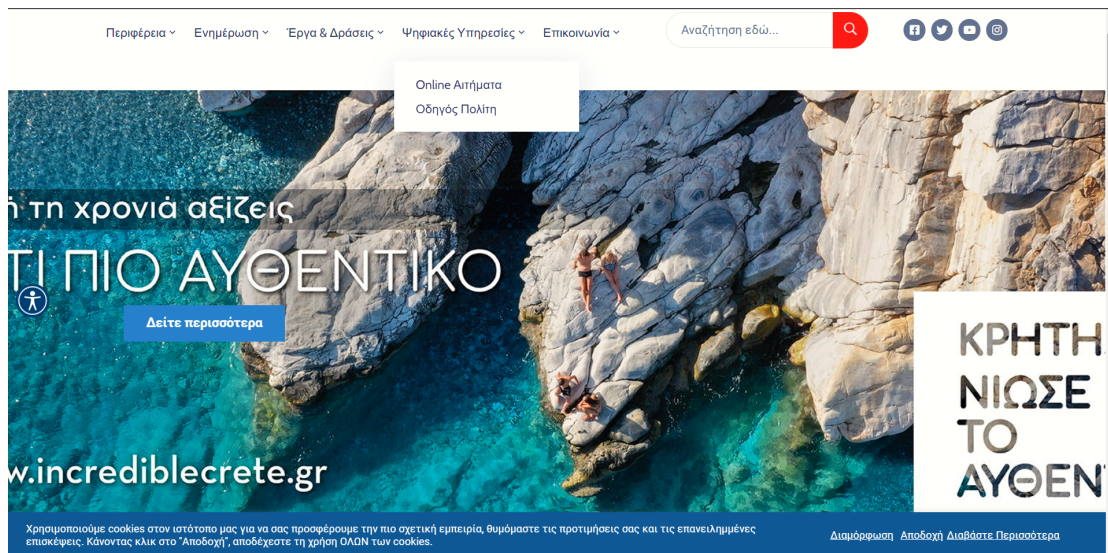 Περιφέρεια Ενημέρωση Έργα & Δράσεις Ψηφιακές Υπηρεσίες Επικοινωνία Αναζήτηση εδώ...
Online Αιτήματα
Οδηγός Πολίτη
ή τη χρονιά αξίζεις
ΤΙ ΠΙΟ ΑΥΘΕΝΤΙΚΟ
Δείτε περισσότερα
ΚΡΗΤΗ
ΝΙΩΣΕ
ΤΟ
ΑΥΘΕΝ
w.incrediblecrete.gr
Χρησιμοποιούμε cookies στον ιστότοπο μας για να σας προσφέρουμε την πιο σχετική εμπειρία, θυμόμαστε τις προτιμήσεις σας και τις επανειλημμένες
επισκέψεις. Κάνοντας κλικ στο "Αποδοχή", αποδέχεστε τη χρήση ΟΛΩΝ των cookies.
Διαμόρφωση Αποδοχή Διαβάστε Περισσότερα